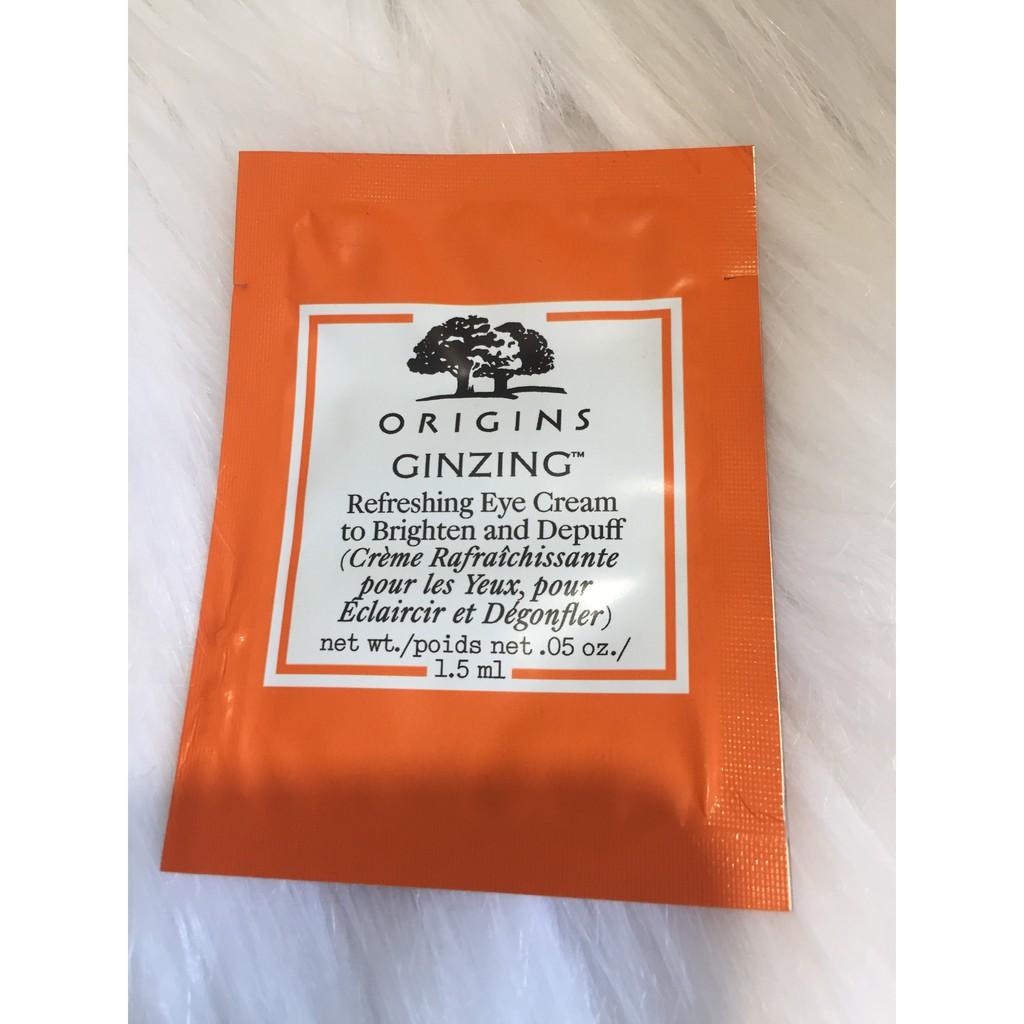 ORIGINS
GINZING™
Refreshing Eye Cream
to Brighten and Depuff
(Crème Rafraîchissante
pour les Yeux, pour
Éclaircir et Dégonfler)
net wt./poids net .05 oz./
1.5 ml